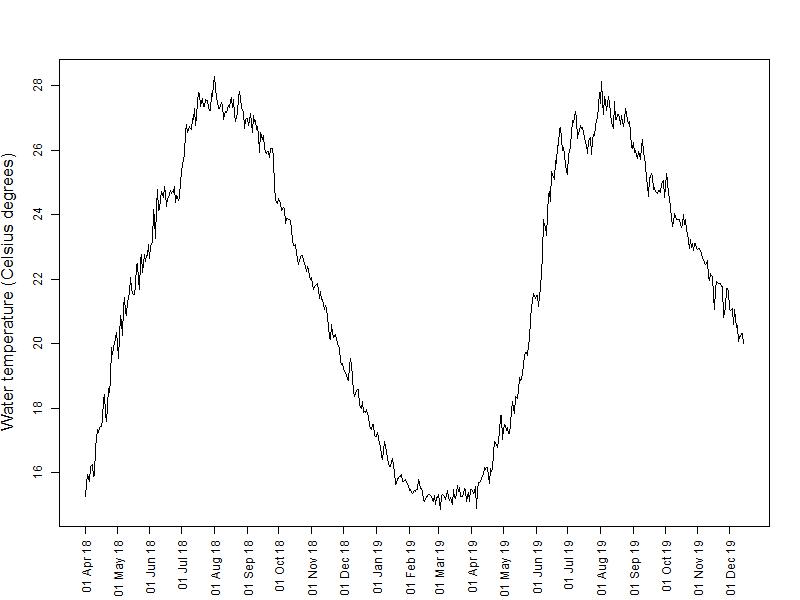 Water temperature (Celsius degrees)
28
26
24
22
20
18
16
01 Apr 18
01 May 18
01 Jun 18
01 Jul 18
01 Aug 18
01 Sep 18
01 Oct 18
01 Nov 18
01 Dec 18
01 Jan 19
01 Feb 19
01 Mar 19
01 Apr 19
01 May 19
01 Jun 19
01 Jul 19
01 Aug 19
01 Sep 19
01 Oct 19
01 Nov 19
01 Dec 19